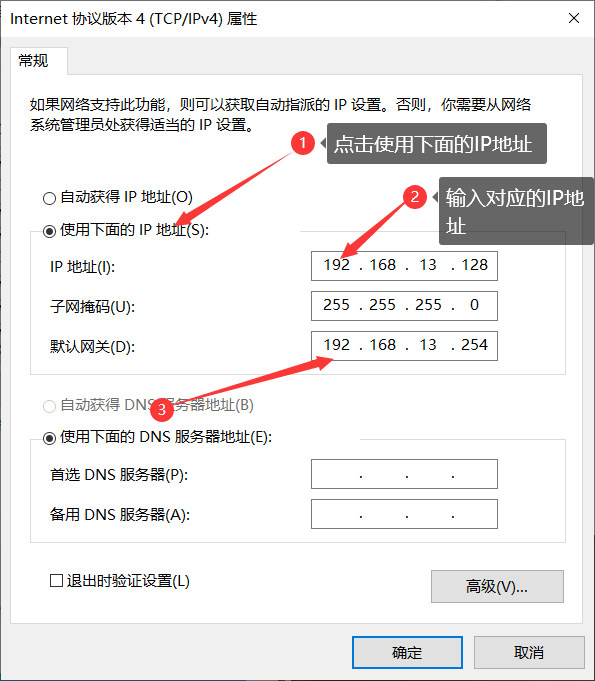 Internet 协议版本 4 (TCP/IPv4) 属性
常规
如果网络支持此功能，则可以获取自动指派的 IP 设置。否则，你需要从网络
系统管理员处获得适当的 IP 设置。
1 点击使用下面的IP地址
自动获得 IP 地址(O)
2 输入对应的IP地
址
使用下面的 IP 地址(S):
IP 地址(I): 192 . 168 . 13 . 128
子网掩码(U): 255 . 255 . 255 . 0
默认网关(D): 192 . 168 . 13 . 254
3
自动获得 DNS 服务器地址(B)
使用下面的 DNS 服务器地址(E):
首选 DNS 服务器(P): . . .
备用 DNS 服务器(A): . . .
退出时验证设置(L)
高级(V)...
确定 取消